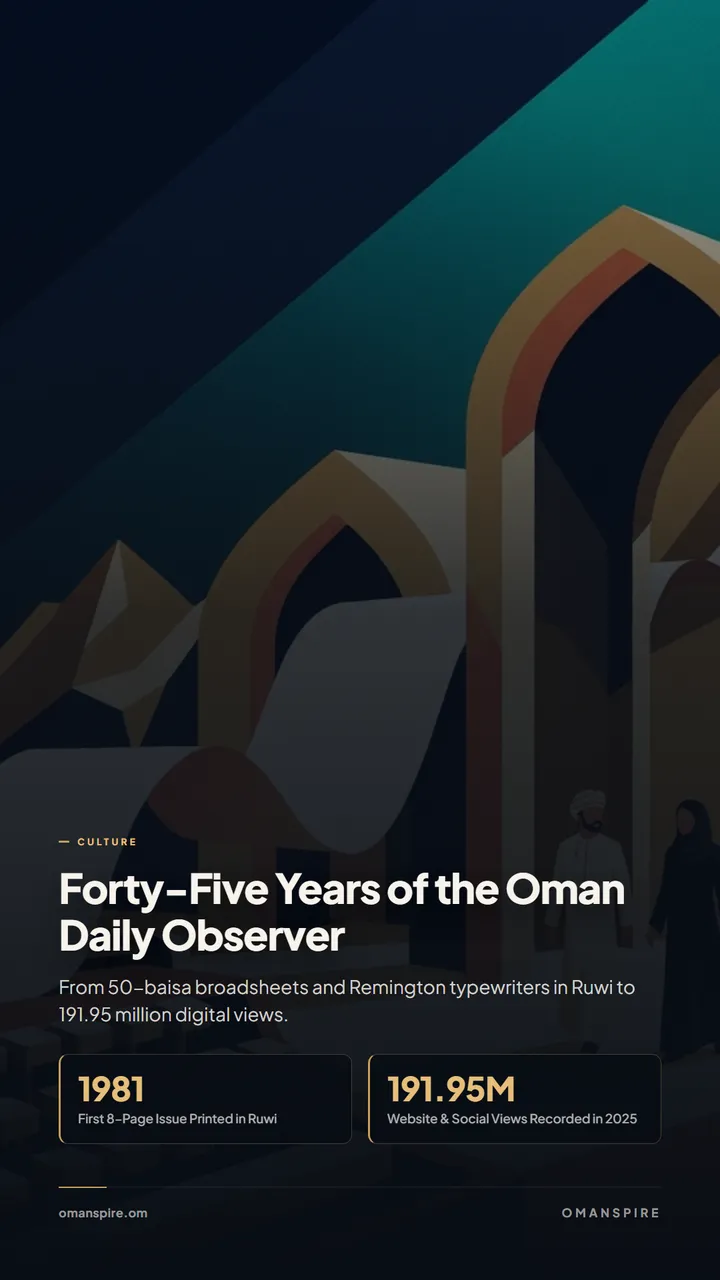 — CULTURE
Forty–Five Years of the Oman
Daily Observer
From 50–baisa broadsheets and Remington typewriters in Ruwi to
191.95 million digital views.
1981
First 8–Page Issue Printed in Ruwi
191.95M
Website & Social Views Recorded in 2025
omanspire.om
OMANSPIRE